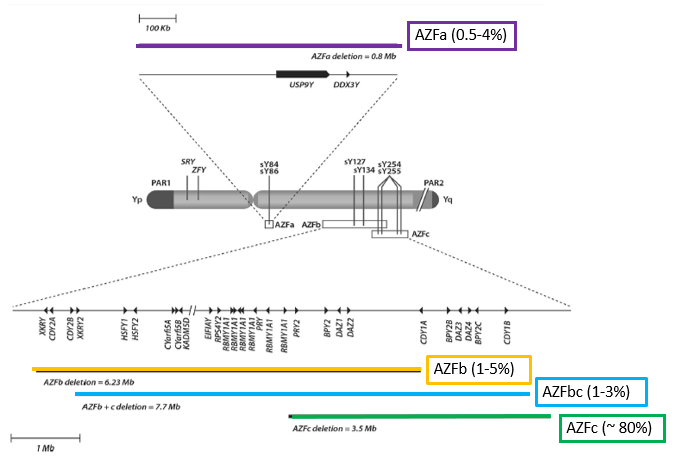 100 Kb
AZFa (0.5-4%)
AZFa deletion = 0.8 Mb
USP9Y
DDX3Y
SRY
ZFY
sY84
sY86
sY127
sY134
sY254
sY255
PAR1
PAR2
Yp
Yq
AZFa
AZFb
AZFc
XKRY
CDY2A
CDY2B
XKRY2
HSFY1
HSFY2
CYorf15A
CYorf15B
KADM5D
EIFIAY
RPS4Y2
RBMY1A1
RBMY1A1
RBMY1A1
RBMY1A1
PRY
RBMY1A1
RBMY1A1
PRY2
BPY2
DAZ1
DAZ2
CDY1A
BPY2B
DAZ3
DAZ4
BPY2C
CDY1B
AZFb (1-5%)
AZFb deletion = 6.23 Mb
AZFbc (1-3%)
AZFb + c deletion = 7.7 Mb
AZFc (~ 80%)
AZFc deletion = 3.5 Mb
1 Mb